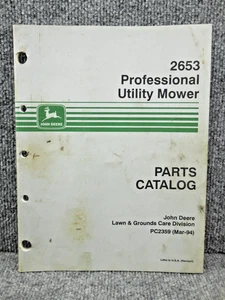 2653
Professional
Utility Mower
JOHN DEERE
PARTS
CATALOG
John Deere
Lawn & Grounds Care Division
PC2359 (Mar-94)